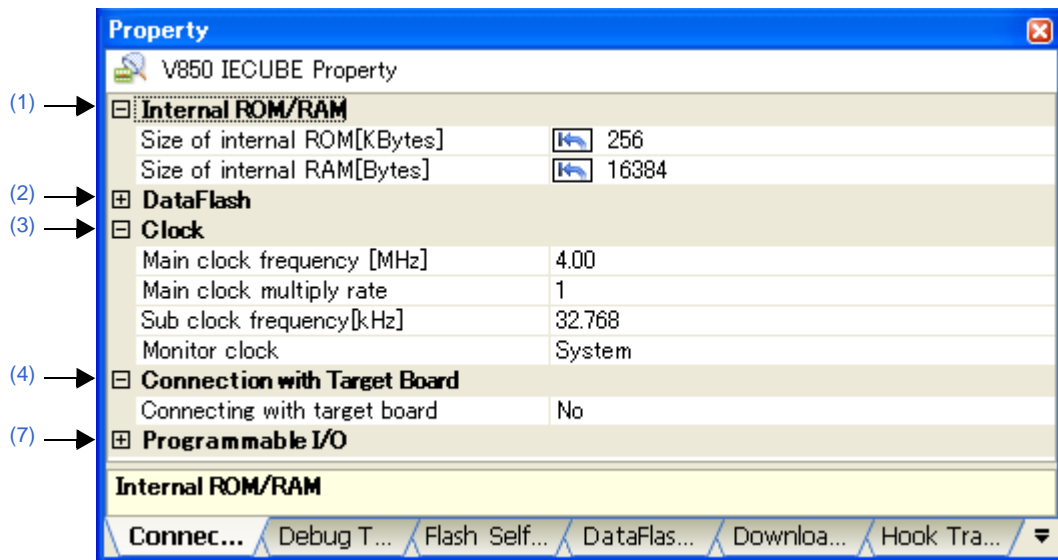 Property
V850 IECUBE Property
(1) Internal ROM/RAM
Size of internal ROM[KBytes] 256
Size of internal RAM[Bytes] 16384
(2) DataFlash
(3) Clock
Main clock frequency [MHz] 4.00
Main clock multiply rate 1
Sub clock frequency[kHz] 32.768
Monitor clock System
(4) Connection with Target Board
Connecting with target board No
(7) Programmable I/O
Internal ROM/RAM
Connec... Debug T... Flash Self... DataFlas... Downloa... Hook Tra...